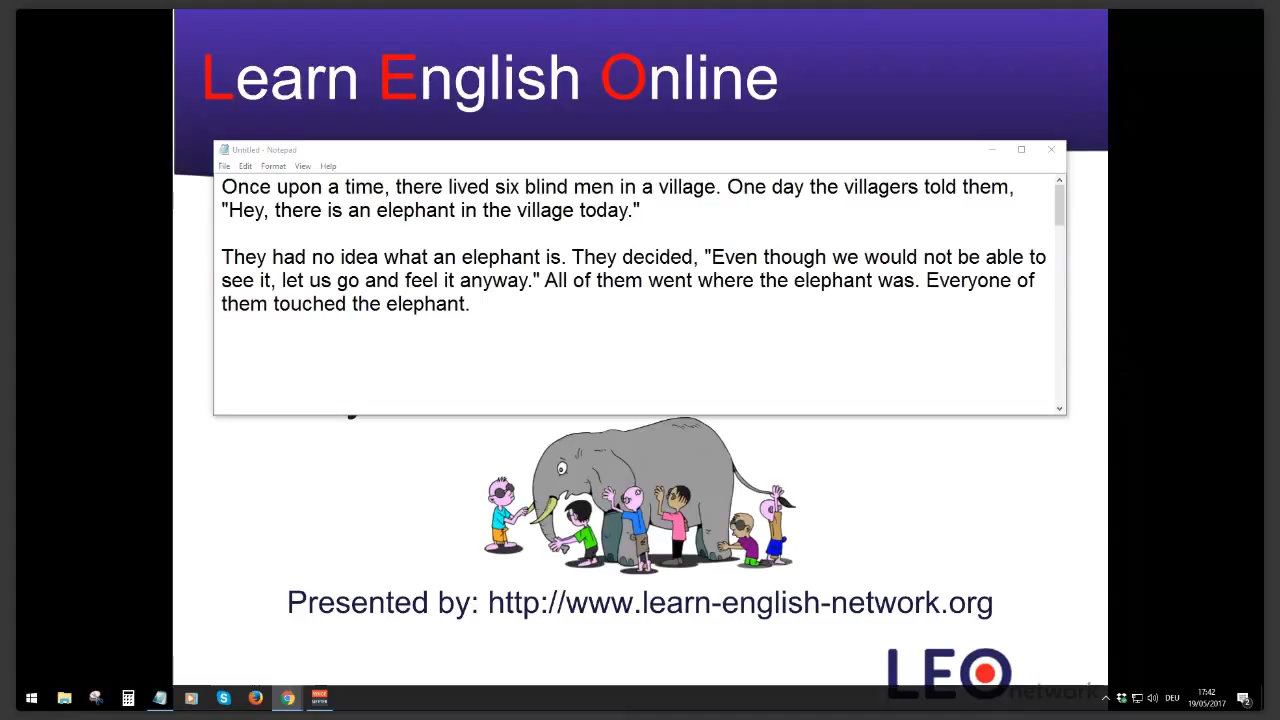 Learn English Online
Untitled - Notepad
File Edit Format View Help
Once upon a time, there lived six blind men in a village. One day the villagers told them,
"Hey, there is an elephant in the village today."
They had no idea what an elephant is. They decided, "Even though we would not be able to
see it, let us go and feel it anyway." All of them went where the elephant was. Everyone of
them touched the elephant.
Presented by: http://www.learn-english-network.org
LEO
network
DEU
17:42
19/05/2017
2